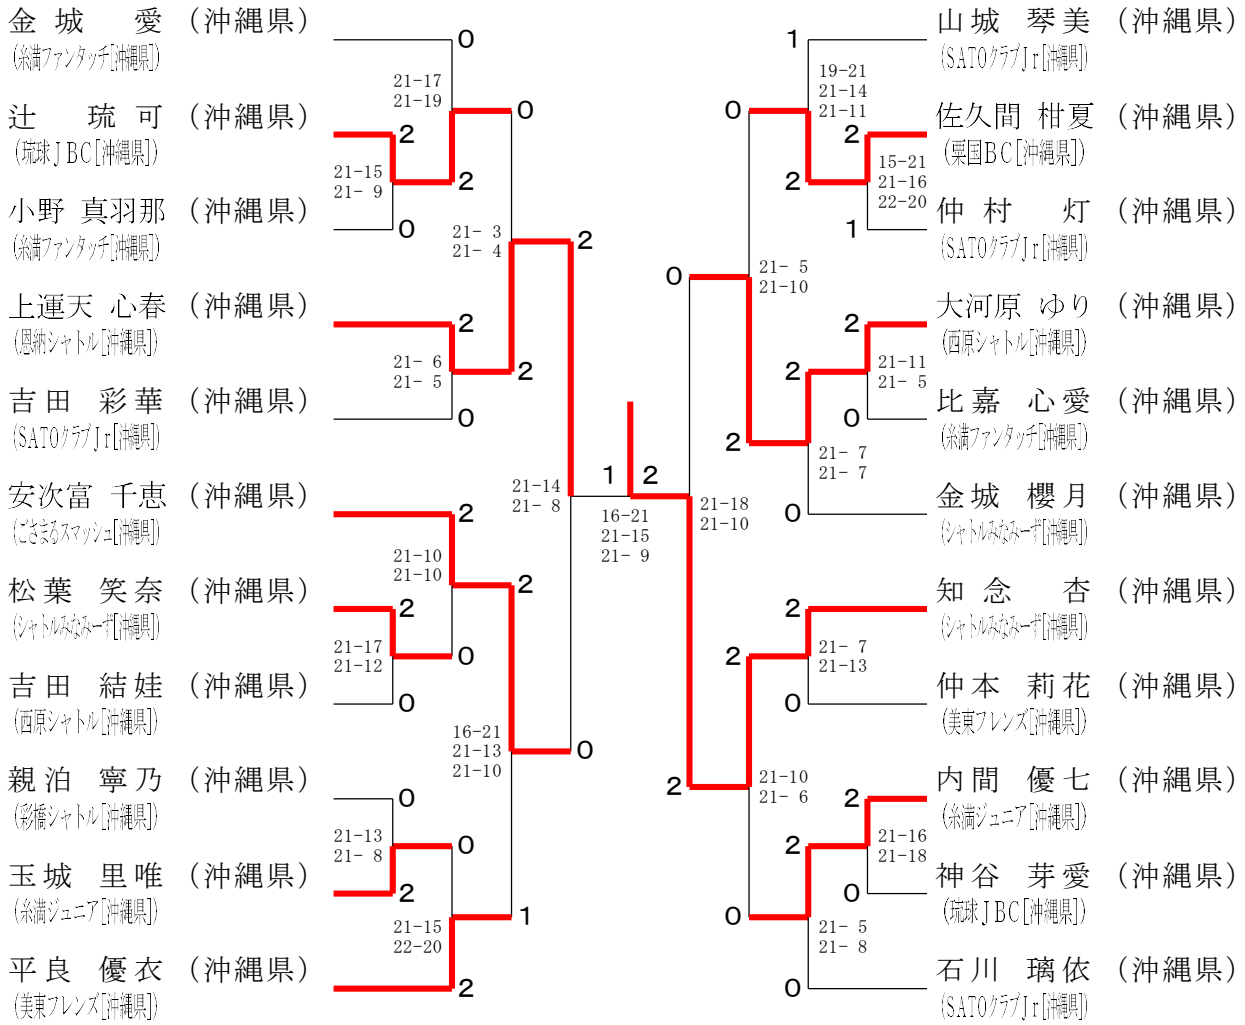 金城 愛 (沖縄県)
(糸満ファンタッチ[沖縄県])
辻 琉可 (沖縄県)
(琉球JBC[沖縄県])
小野 真羽那 (沖縄県)
(糸満ファンタッチ[沖縄県])
上運天 心春 (沖縄県)
(恩納シャトル[沖縄県])
吉田 彩華 (沖縄県)
(SATOクラブJr[沖縄県])
安次富 千恵 (沖縄県)
(ごさまるスマッシュ[沖縄県])
松葉 笑奈 (沖縄県)
(シャトルみなみーず[沖縄県])
吉田 結娃 (沖縄県)
(西原シャトル[沖縄県])
親泊 寧乃 (沖縄県)
(彩橋シャトル[沖縄県])
玉城 里唯 (沖縄県)
(糸満ジュニア[沖縄県])
平良 優衣 (沖縄県)
(美東フレンズ[沖縄県])
0
21-17
21-19
0
2
21-15
21- 9
2
0
21- 3
21- 4
2
2
21- 6
21- 5
2
0
21-14
21- 8
2
21-10
21-10
2
2
21-17
21-12
0
0
16-21
21-13
21-10
0
0
21-13
21- 8
0
2
21-15
22-20
1
2
1
2
16-21
21-15
21- 9
1
19-21
21-14
21-11
0
2
15-21
21-16
22-20
2
1
0
21- 5
21-10
2
2
21-11
21- 5
0
2
21- 7
21- 7
0
21-18
21-10
2
2
21- 7
21-13
0
2
21-10
21- 6
2
2
21-16
21-18
0
0
21- 5
21- 8
0
山城 琴美 (沖縄県)
(SATOクラブJr[沖縄県])
佐久間 柑夏 (沖縄県)
(粟国BC[沖縄県])
仲村 灯 (沖縄県)
(SATOクラブJr[沖縄県])
大河原 ゆり (沖縄県)
(西原シャトル[沖縄県])
比嘉 心愛 (沖縄県)
(糸満ファンタッチ[沖縄県])
金城 櫻月 (沖縄県)
(シャトルみなみーず[沖縄県])
知念 杏 (沖縄県)
(シャトルみなみーず[沖縄県])
仲本 莉花 (沖縄県)
(美東フレンズ[沖縄県])
内間 優七 (沖縄県)
(糸満ジュニア[沖縄県])
神谷 芽愛 (沖縄県)
(琉球JBC[沖縄県])
石川 璃依 (沖縄県)
(SATOクラブJr[沖縄県])